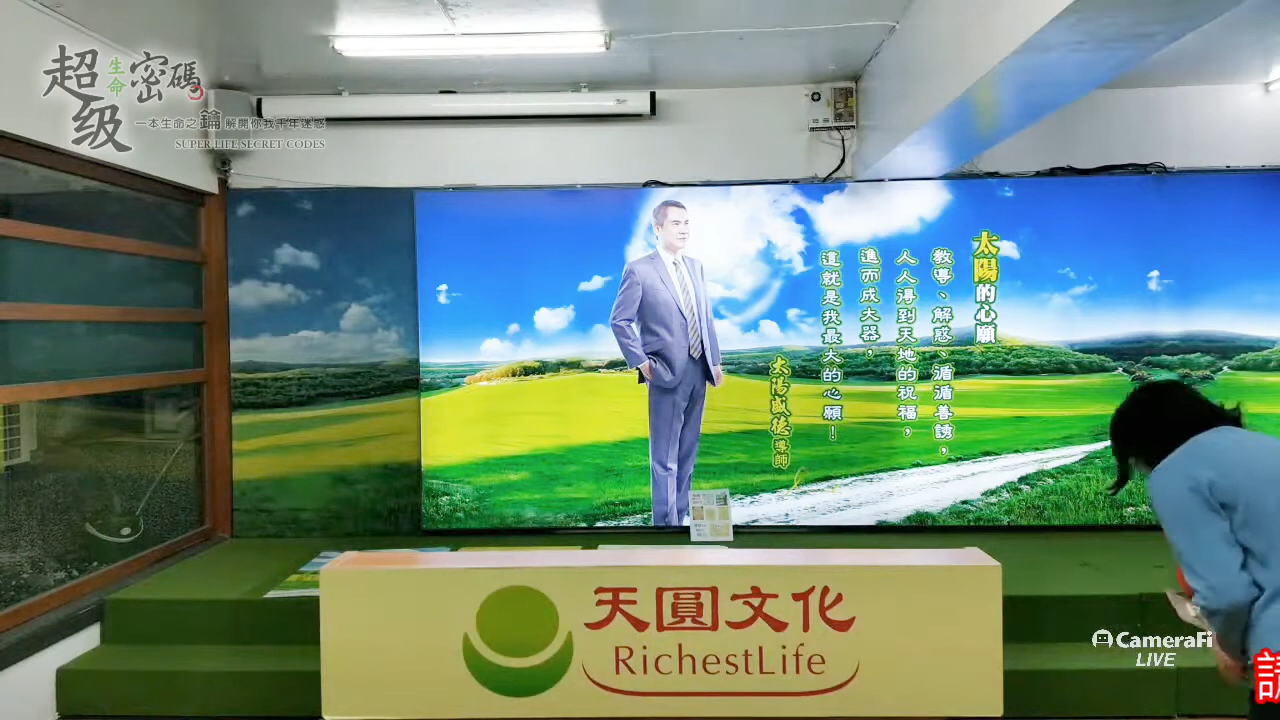 超級生命密碼
一本生命之鑰 解開你我千年迷惑
SUPER LIFE SECRET CODES
太陽的心願
教導、解惑、循循善誘，
人人得到天地的祝福，
進而成大器，
這就是我最大的心願！
太陽盛德導師
天圓文化
RichestLife
CameraFi
LIVE
請